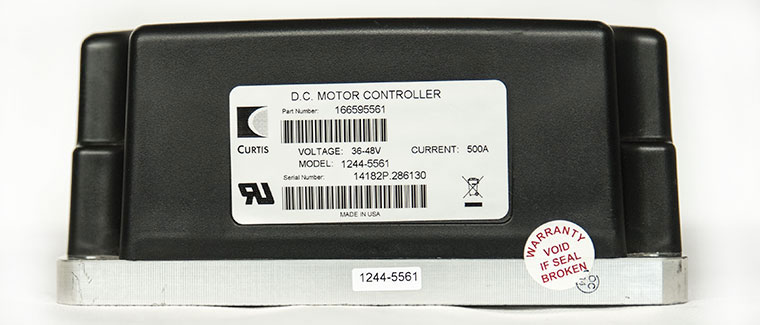 D.C. MOTOR CONTROLLER
Part Number: 166595561
CURTIS
VOLTAGE: 36-48V CURRENT: 500A
MODEL: 1244-5561
Serial Number: 14182P.286130
MADE IN USA
WARRANTY
VOID
IF SEAL
BROKEN
1244-5561